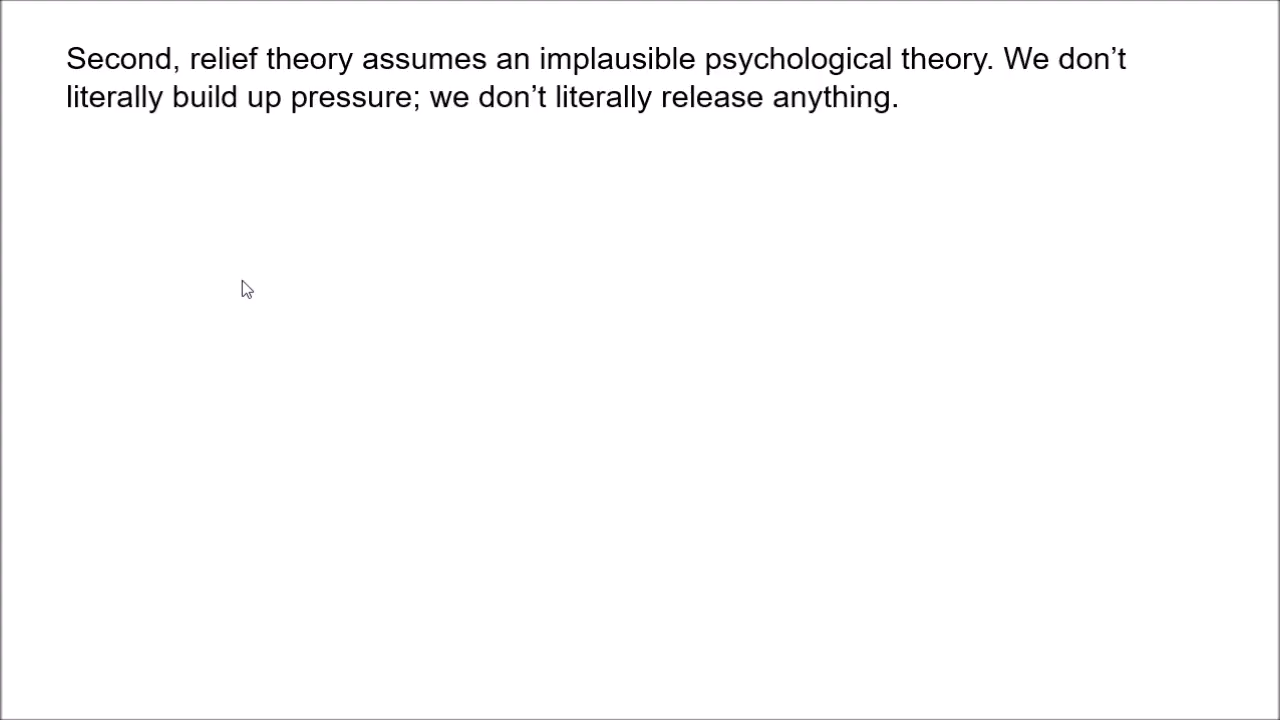 Second, relief theory assumes an implausible psychological theory. We don’t
literally build up pressure; we don’t literally release anything.